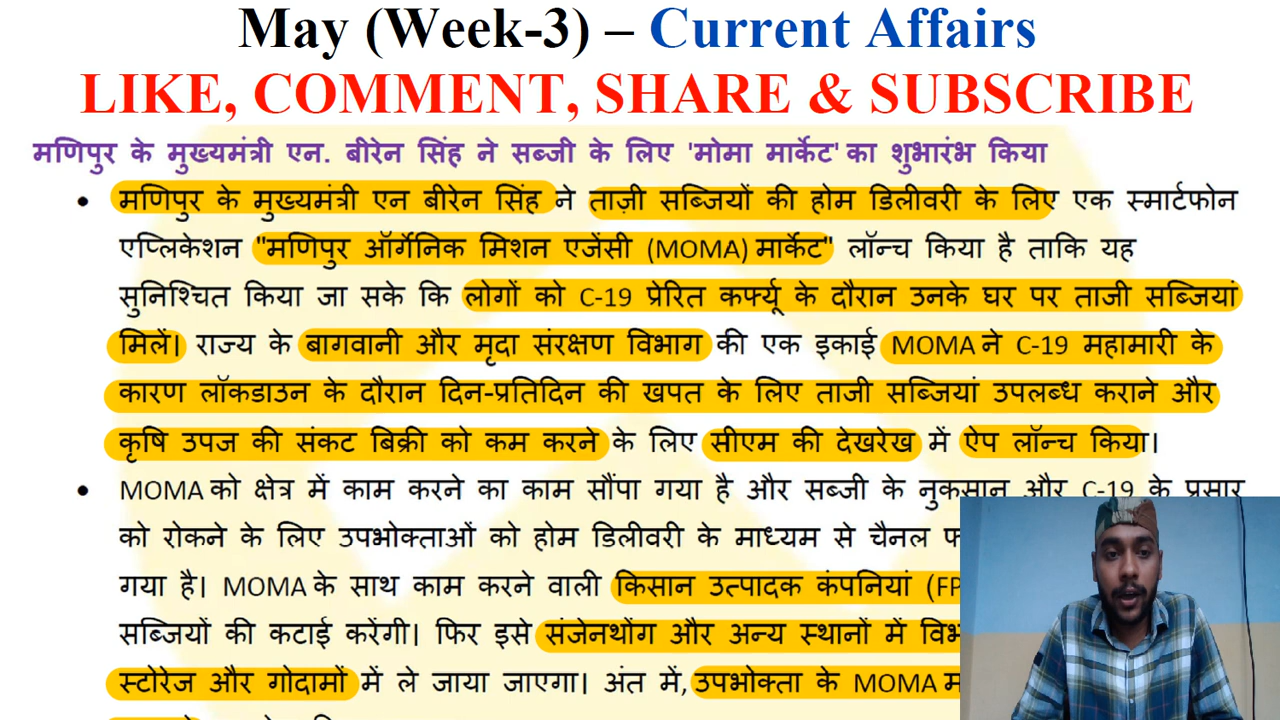 May (Week-3) – Current Affairs
LIKE, COMMENT, SHARE & SUBSCRIBE
मणिपुर के मुख्यमंत्री एन. बीरेन सिंह ने सब्जी के लिए 'मोमा मार्केट' का शुभारंभ किया
• मणिपुर के मुख्यमंत्री एन बीरेन सिंह ने ताज़ी सब्जियों की होम डिलीवरी के लिए एक स्मार्टफोन
एप्लिकेशन "मणिपुर ऑर्गेनिक मिशन एजेंसी (MOMA) मार्केट" लॉन्च किया है ताकि यह
सुनिश्चित किया जा सके कि लोगों को C-19 प्रेरित कर्फ्यू के दौरान उनके घर पर ताजी सब्जियां
मिलें। राज्य के बागवानी और मृदा संरक्षण विभाग की एक इकाई MOMA ने C-19 महामारी के
कारण लॉकडाउन के दौरान दिन-प्रतिदिन की खपत के लिए ताजी सब्जियां उपलब्ध कराने और
कृषि उपज की संकट बिक्री को कम करने के लिए सीएम की देखरेख में ऐप लॉन्च किया।
• MOMA को क्षेत्र में काम करने का काम सौंपा गया है और सब्जी के नुकसान और C-19 के प्रसार
को रोकने के लिए उपभोक्ताओं को होम डिलीवरी के माध्यम से चैनल
गया है। MOMA के साथ काम करने वाली किसान उत्पादक कंपनियां (FP
सब्जियों की कटाई करेंगी। फिर इसे संजेनथोंग और अन्य स्थानों में
स्टोरेज और गोदामों में ले जाया जाएगा। अंत में, उपभोक्ता के MOMA